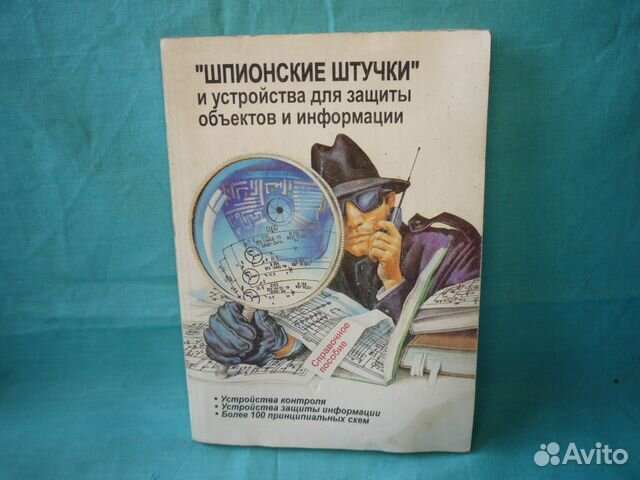 "ШПИОНСКИЕ ШТУЧКИ"
и устройства для защиты
объектов и информации
Справочное
пособие
• Устройства контроля
• Устройства защиты информации
• Более 100 принципиальных схем
Avito